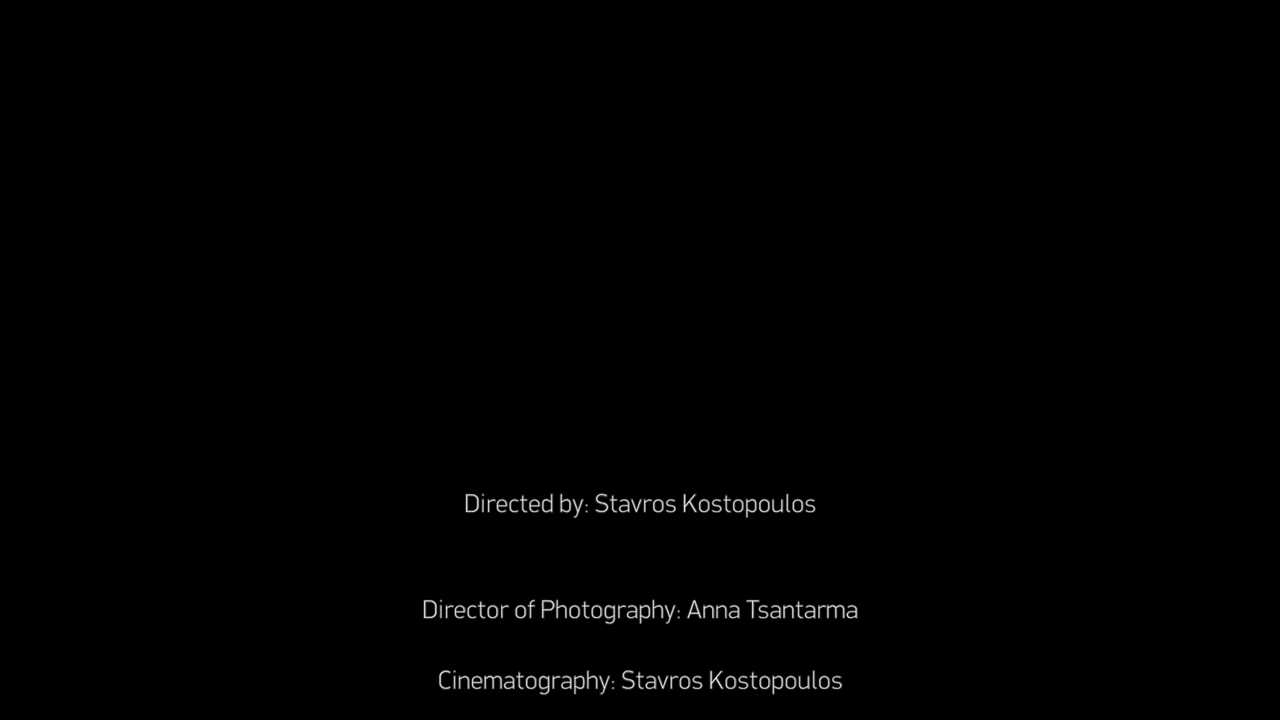 Directed by: Stavros Kostopoulos
Director of Photography: Anna Tsantarma
Cinematography: Stavros Kostopoulos